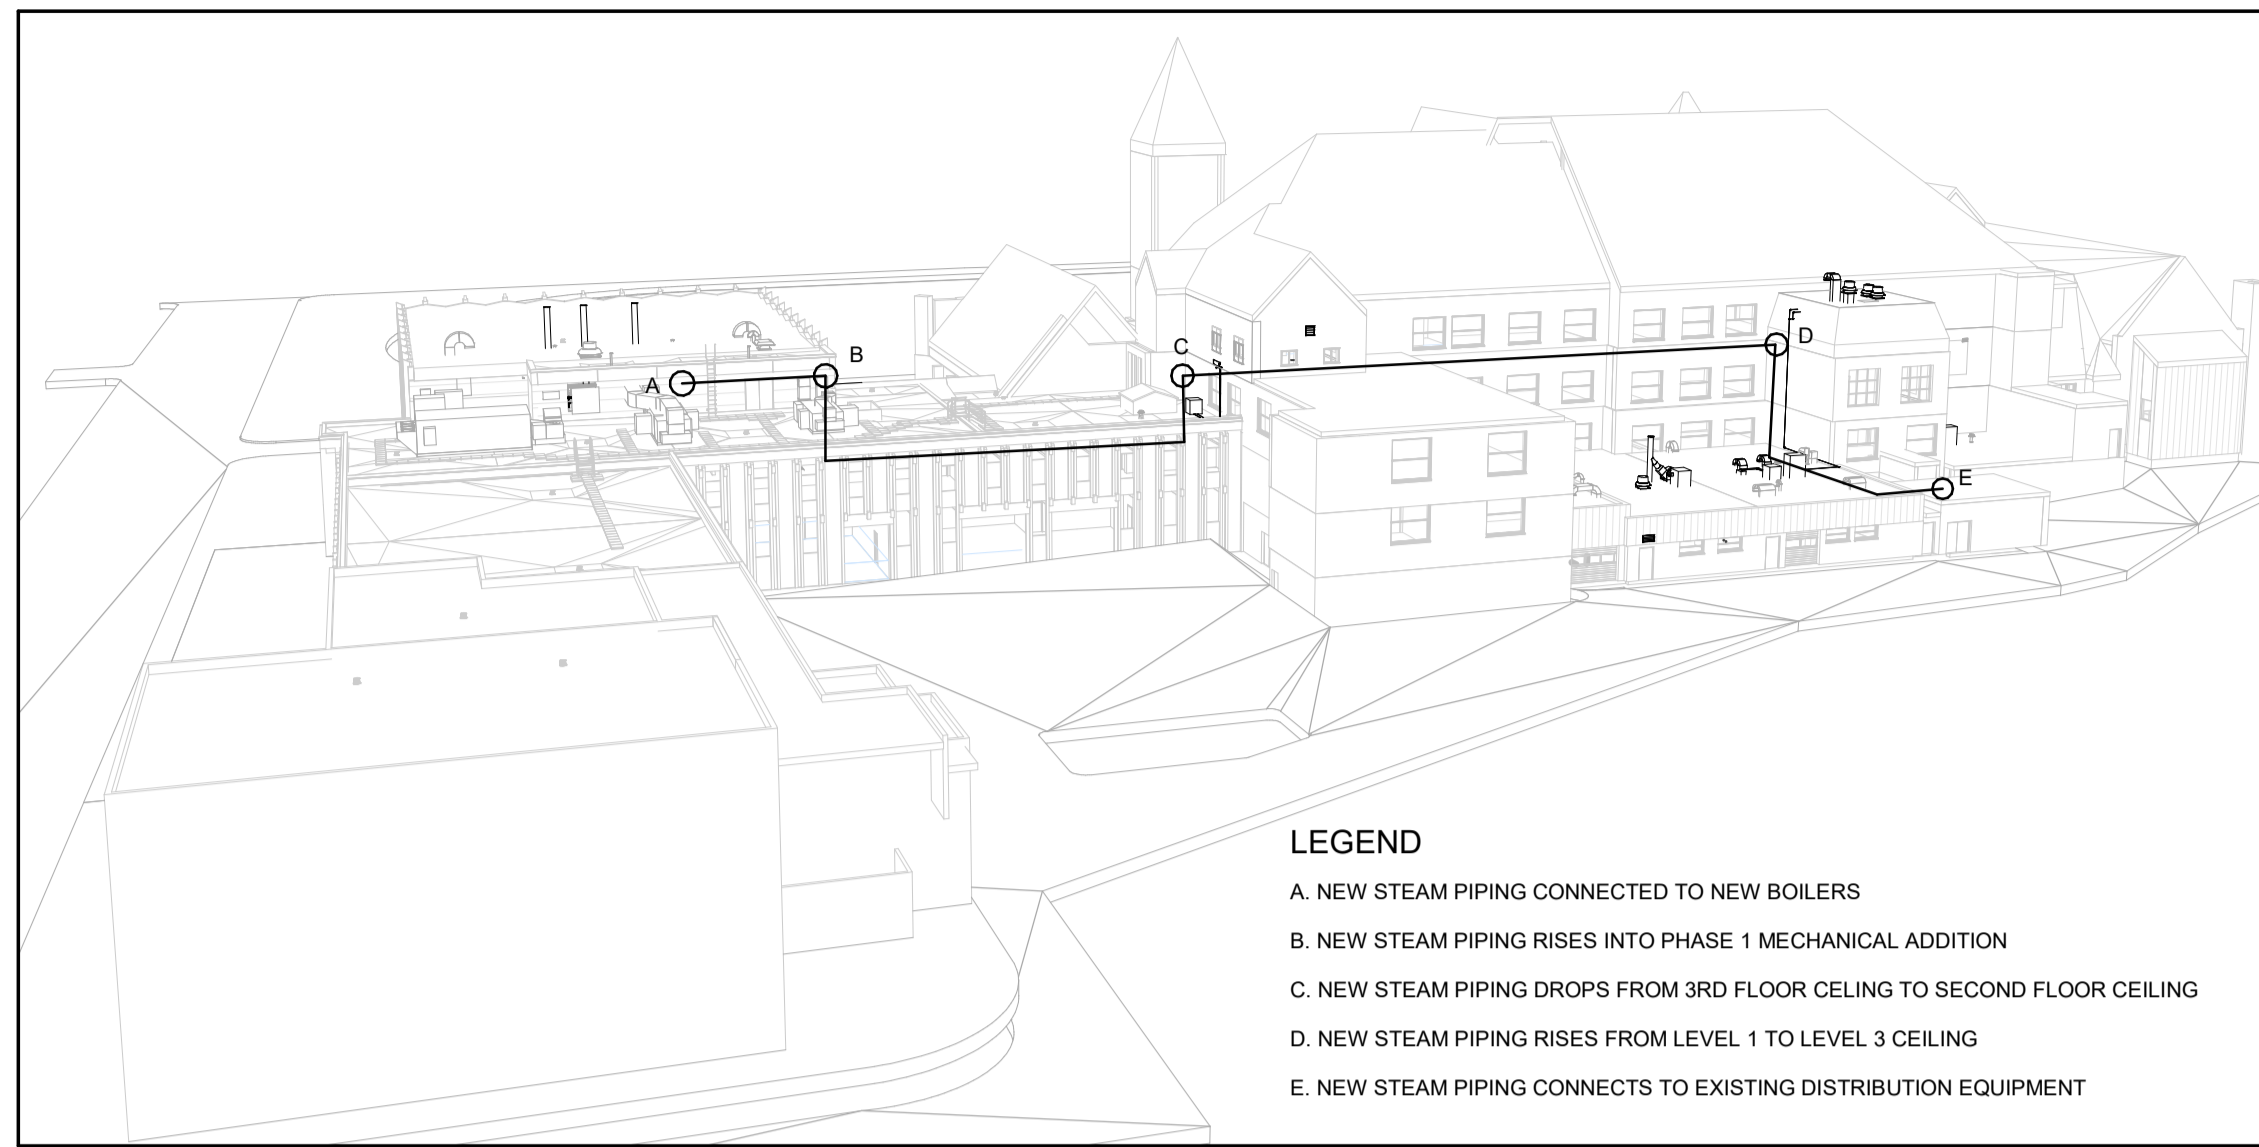 B
C
D
A
E
LEGEND
A. NEW STEAM PIPING CONNECTED TO NEW BOILERS
B. NEW STEAM PIPING RISES INTO PHASE 1 MECHANICAL ADDITION
C. NEW STEAM PIPING DROPS FROM 3RD FLOOR CELING TO SECOND FLOOR CEILING
D. NEW STEAM PIPING RISES FROM LEVEL 1 TO LEVEL 3 CEILING
E. NEW STEAM PIPING CONNECTS TO EXISTING DISTRIBUTION EQUIPMENT